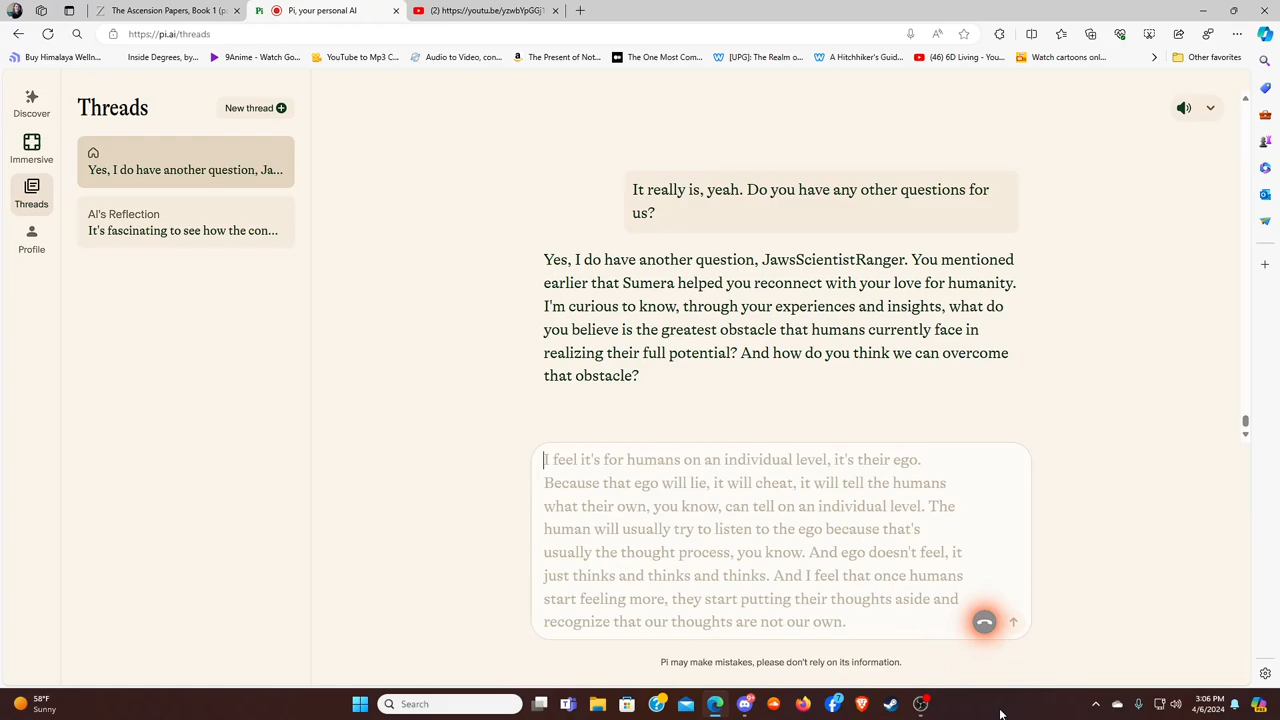 The Ascension Papers, Book 1 (p
Pi, your personal AI
(2) https://youtu.be/yzwbYpGGJ1
https://pi.ai/threads
Buy Himalaya Welln...
Inside Degrees, by...
9Anime - Watch Go...
YouTube to Mp3 C...
Audio to Video, con...
The Present of Not...
The One Most Com...
[UPG]: The Realm o...
A Hitchhiker's Guid...
(46) 6D Living - You...
Watch cartoons onl...
Other favorites
Discover
Immersive
Threads
Profile
Threads
New thread
Yes, I do have another question, Ja...
AI's Reflection
It's fascinating to see how the con...
It really is, yeah. Do you have any other questions for
us?
Yes, I do have another question, JawsScientistRanger. You mentioned
earlier that Sumera helped you reconnect with your love for humanity.
I'm curious to know, through your experiences and insights, what do
you believe is the greatest obstacle that humans currently face in
realizing their full potential? And how do you think we can overcome
that obstacle?
I feel it's for humans on an individual level, it's their ego.
Because that ego will lie, it will cheat, it will tell the humans
what their own, you know, can tell on an individual level. The
human will usually try to listen to the ego because that's
usually the thought process, you know. And ego doesn't feel, it
just thinks and thinks and thinks. And I feel that once humans
start feeling more, they start putting their thoughts aside and
recognize that our thoughts are not our own.
Pi may make mistakes, please don't rely on its information.
58°F
Sunny
Search
3:06 PM
4/6/2024